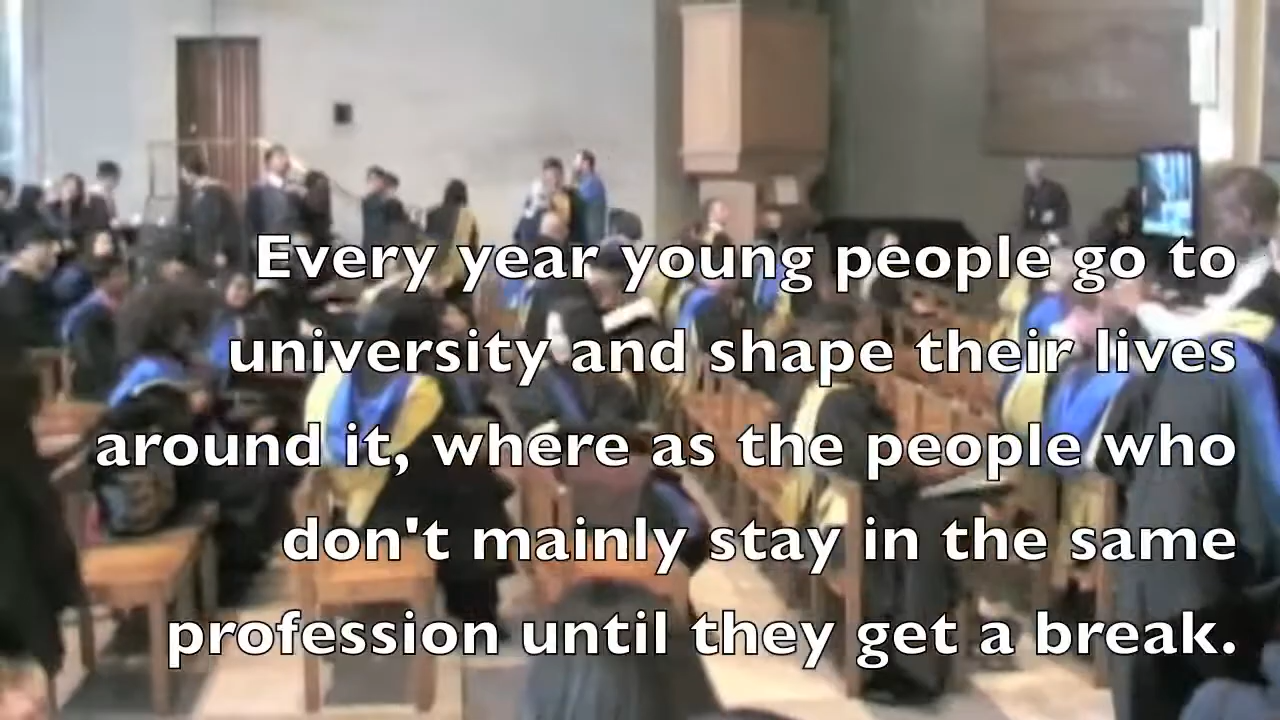 Every year young people go to
university and shape their lives
around it, where as the people who
don't mainly stay in the same
profession until they get a break.